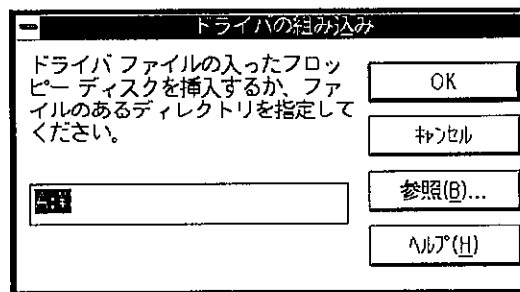 ドライバの組み込み
ドライバ ファイルの入ったフロッ
ピー ディスクを挿入するか、ファ
イルのあるディレクトリを指定して
ください。
A:¥
OK
ｷｬﾝｾﾙ
参照(B)...
ﾍﾙﾌﾟ(H)